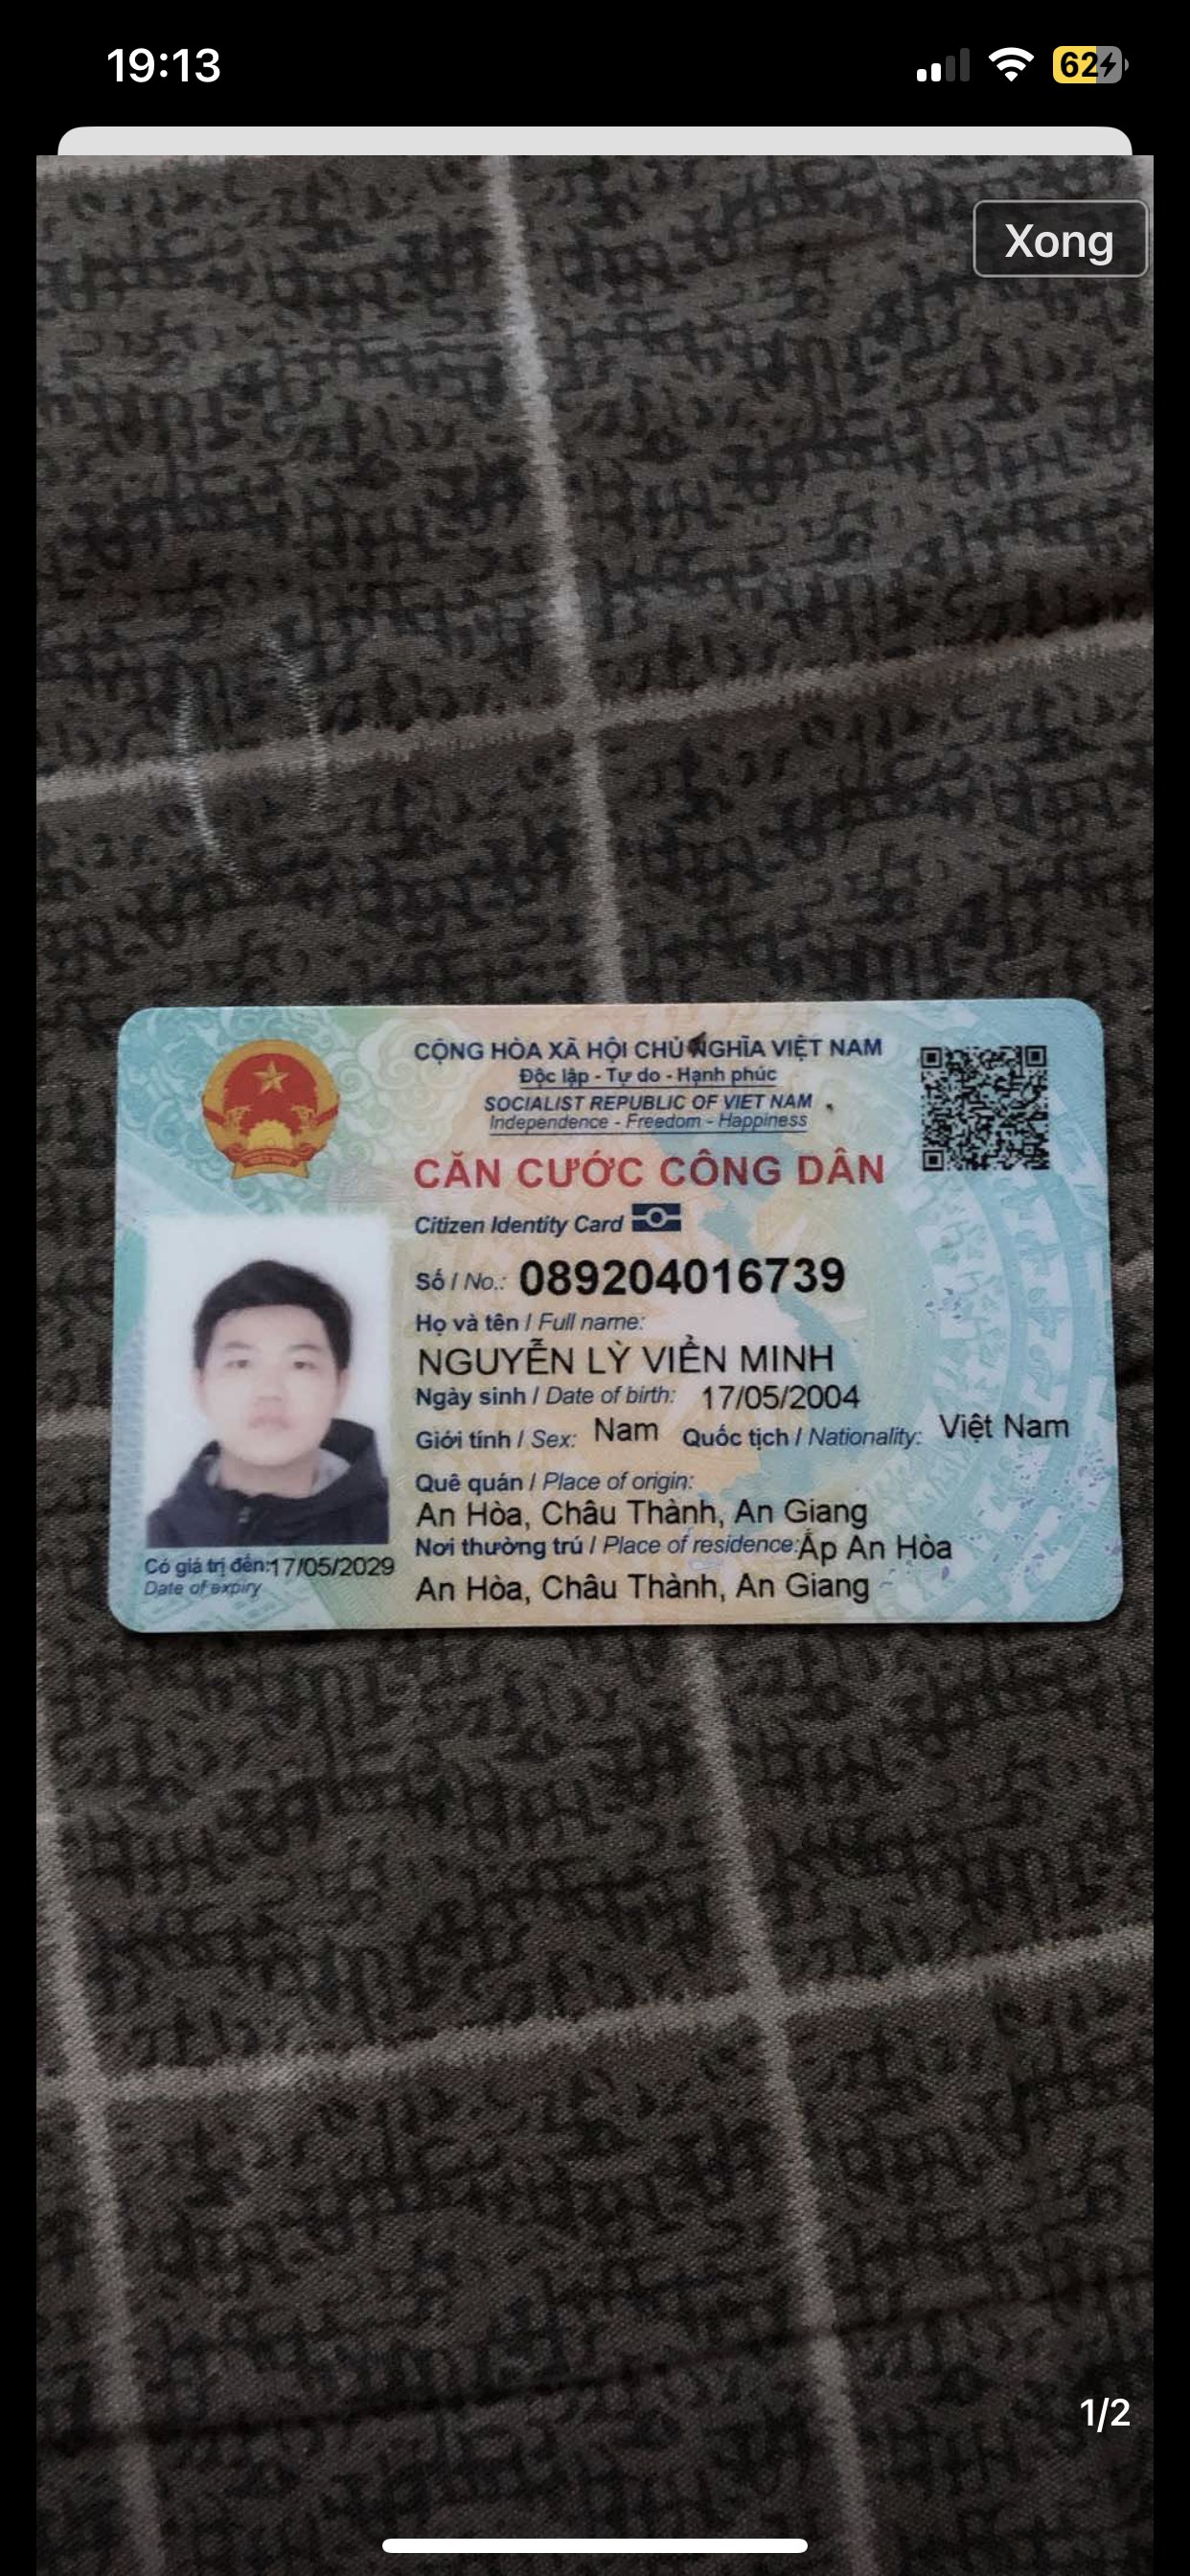 19:13
62
Xong
CỘNG HÒA XÃ HỘI CHỦ NGHĨA VIỆT NAM
Độc lập - Tự do - Hạnh phúc
SOCIALIST REPUBLIC OF VIET NAM
Independence - Freedom - Happiness
CĂN CƯỚC CÔNG DÂN
Citizen Identity Card
Số / No.: 089204016739
Họ và tên / Full name:
NGUYỄN LỲ VIỀN MINH
Ngày sinh / Date of birth: 17/05/2004
Giới tính / Sex: Nam Quốc tịch / Nationality: Việt Nam
Quê quán / Place of origin:
An Hòa, Châu Thành, An Giang
Nơi thường trú / Place of residence: Ấp An Hòa
An Hòa, Châu Thành, An Giang
Có giá trị đến: 17/05/2029
Date of expiry
1/2